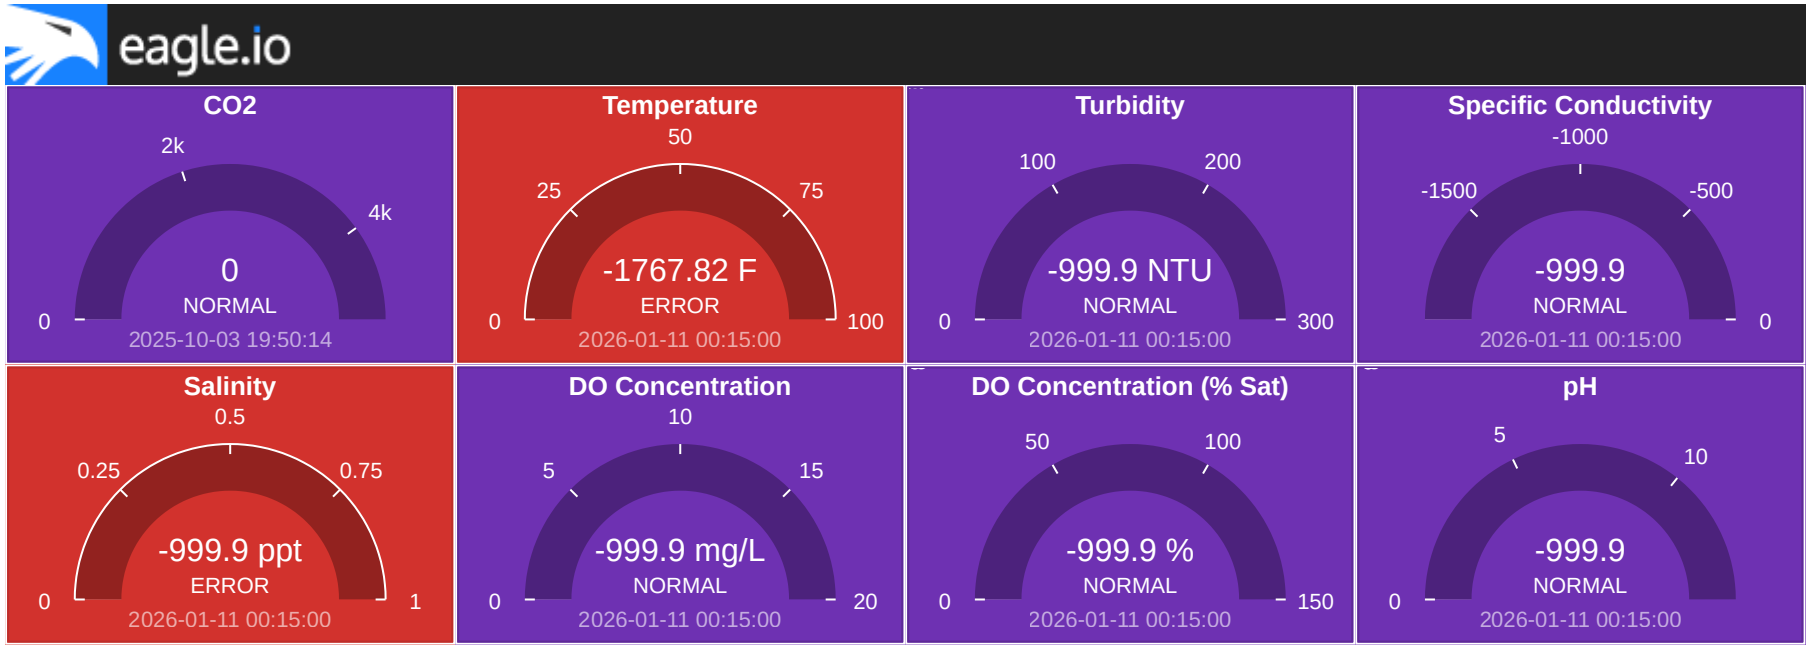 eagle.io
CO2
2k
4k
0
NORMAL
0
2025-10-03 19:50:14
Temperature
50
25
75
-1767.82 F
ERROR
0
100
2026-01-11 00:15:00
Turbidity
100
200
-999.9 NTU
NORMAL
0
300
2026-01-11 00:15:00
Specific Conductivity
-1000
-1500
-500
-999.9
NORMAL
0
2026-01-11 00:15:00
Salinity
0.5
0.25
0.75
-999.9 ppt
ERROR
0
1
2026-01-11 00:15:00
DO Concentration
10
5
15
-999.9 mg/L
NORMAL
0
20
2026-01-11 00:15:00
DO Concentration (% Sat)
50
100
-999.9 %
NORMAL
0
150
2026-01-11 00:15:00
pH
5
10
-999.9
NORMAL
0
2026-01-11 00:15:00